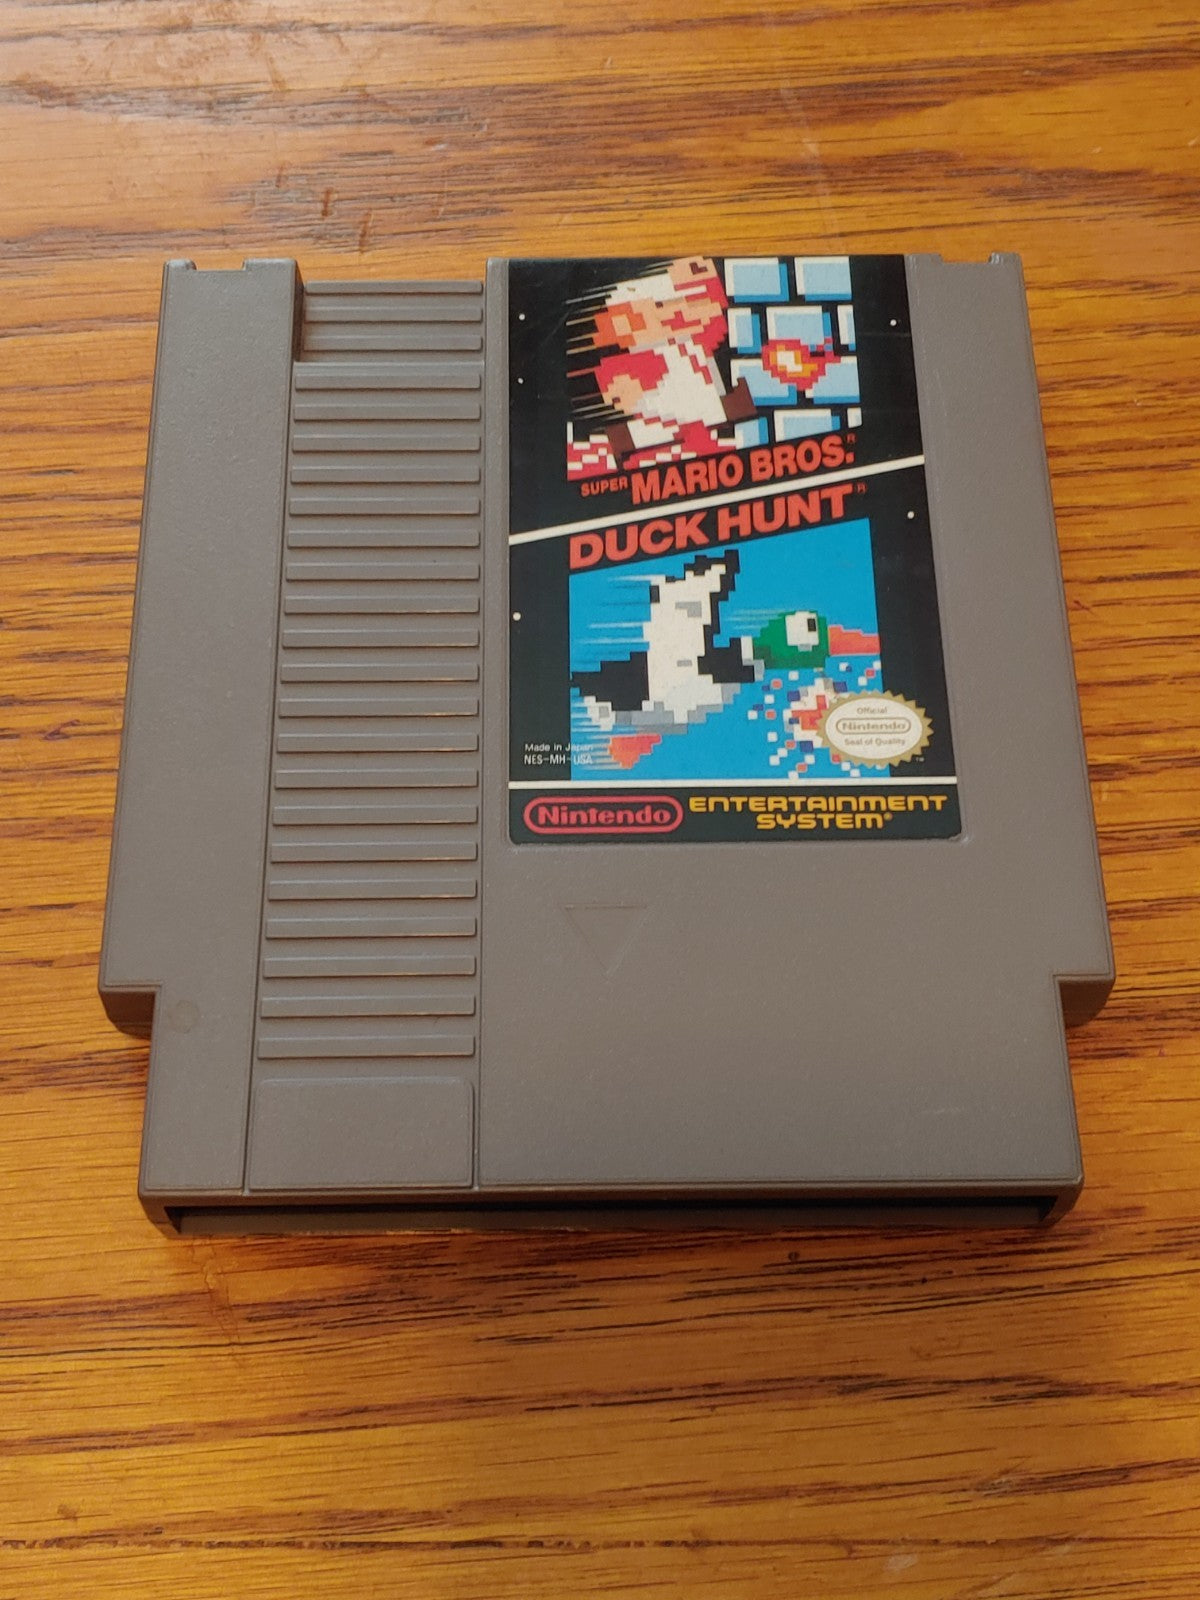 SUPER MARIO BROS.®
DUCK HUNT®
Official
Nintendo
Seal of Quality
TM
Made in Japan
NES-MH-USA
Nintendo ENTERTAINMENT
SYSTEM®